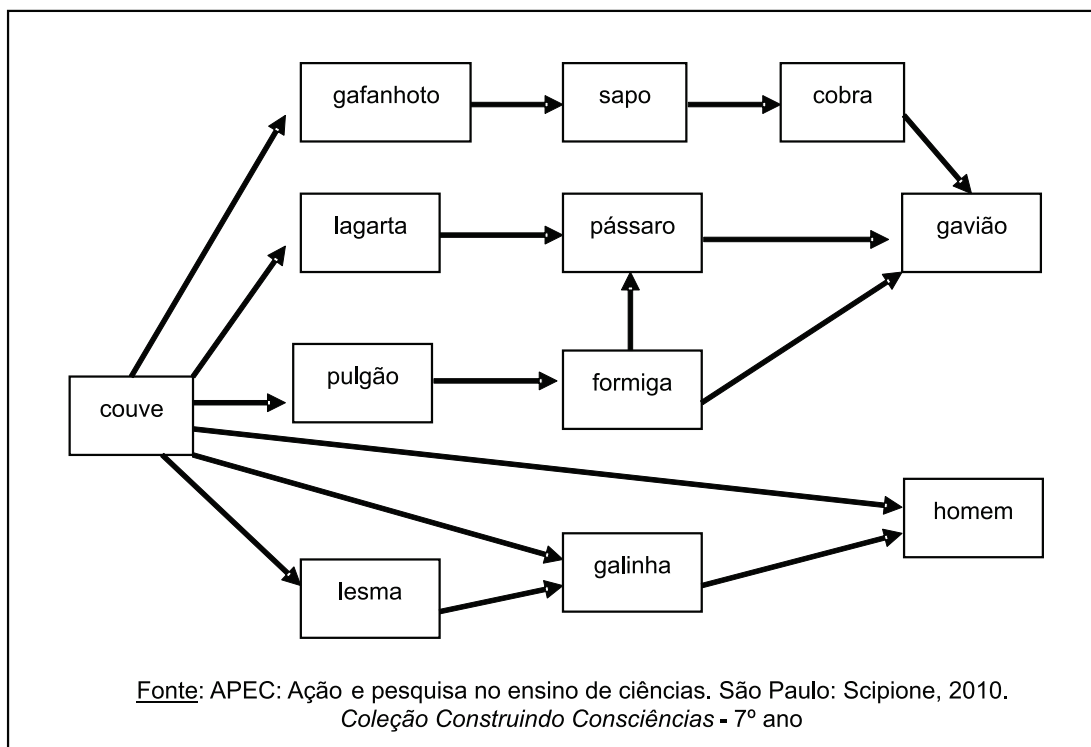 gafanhoto
sapo
cobra
lagarta
pássaro
gavião
pulgão
formiga
couve
homem
lesma
galinha
Fonte: APEC: Ação e pesquisa no ensino de ciências. São Paulo: Scipione, 2010.
Coleção Construindo Consciências - 7º ano